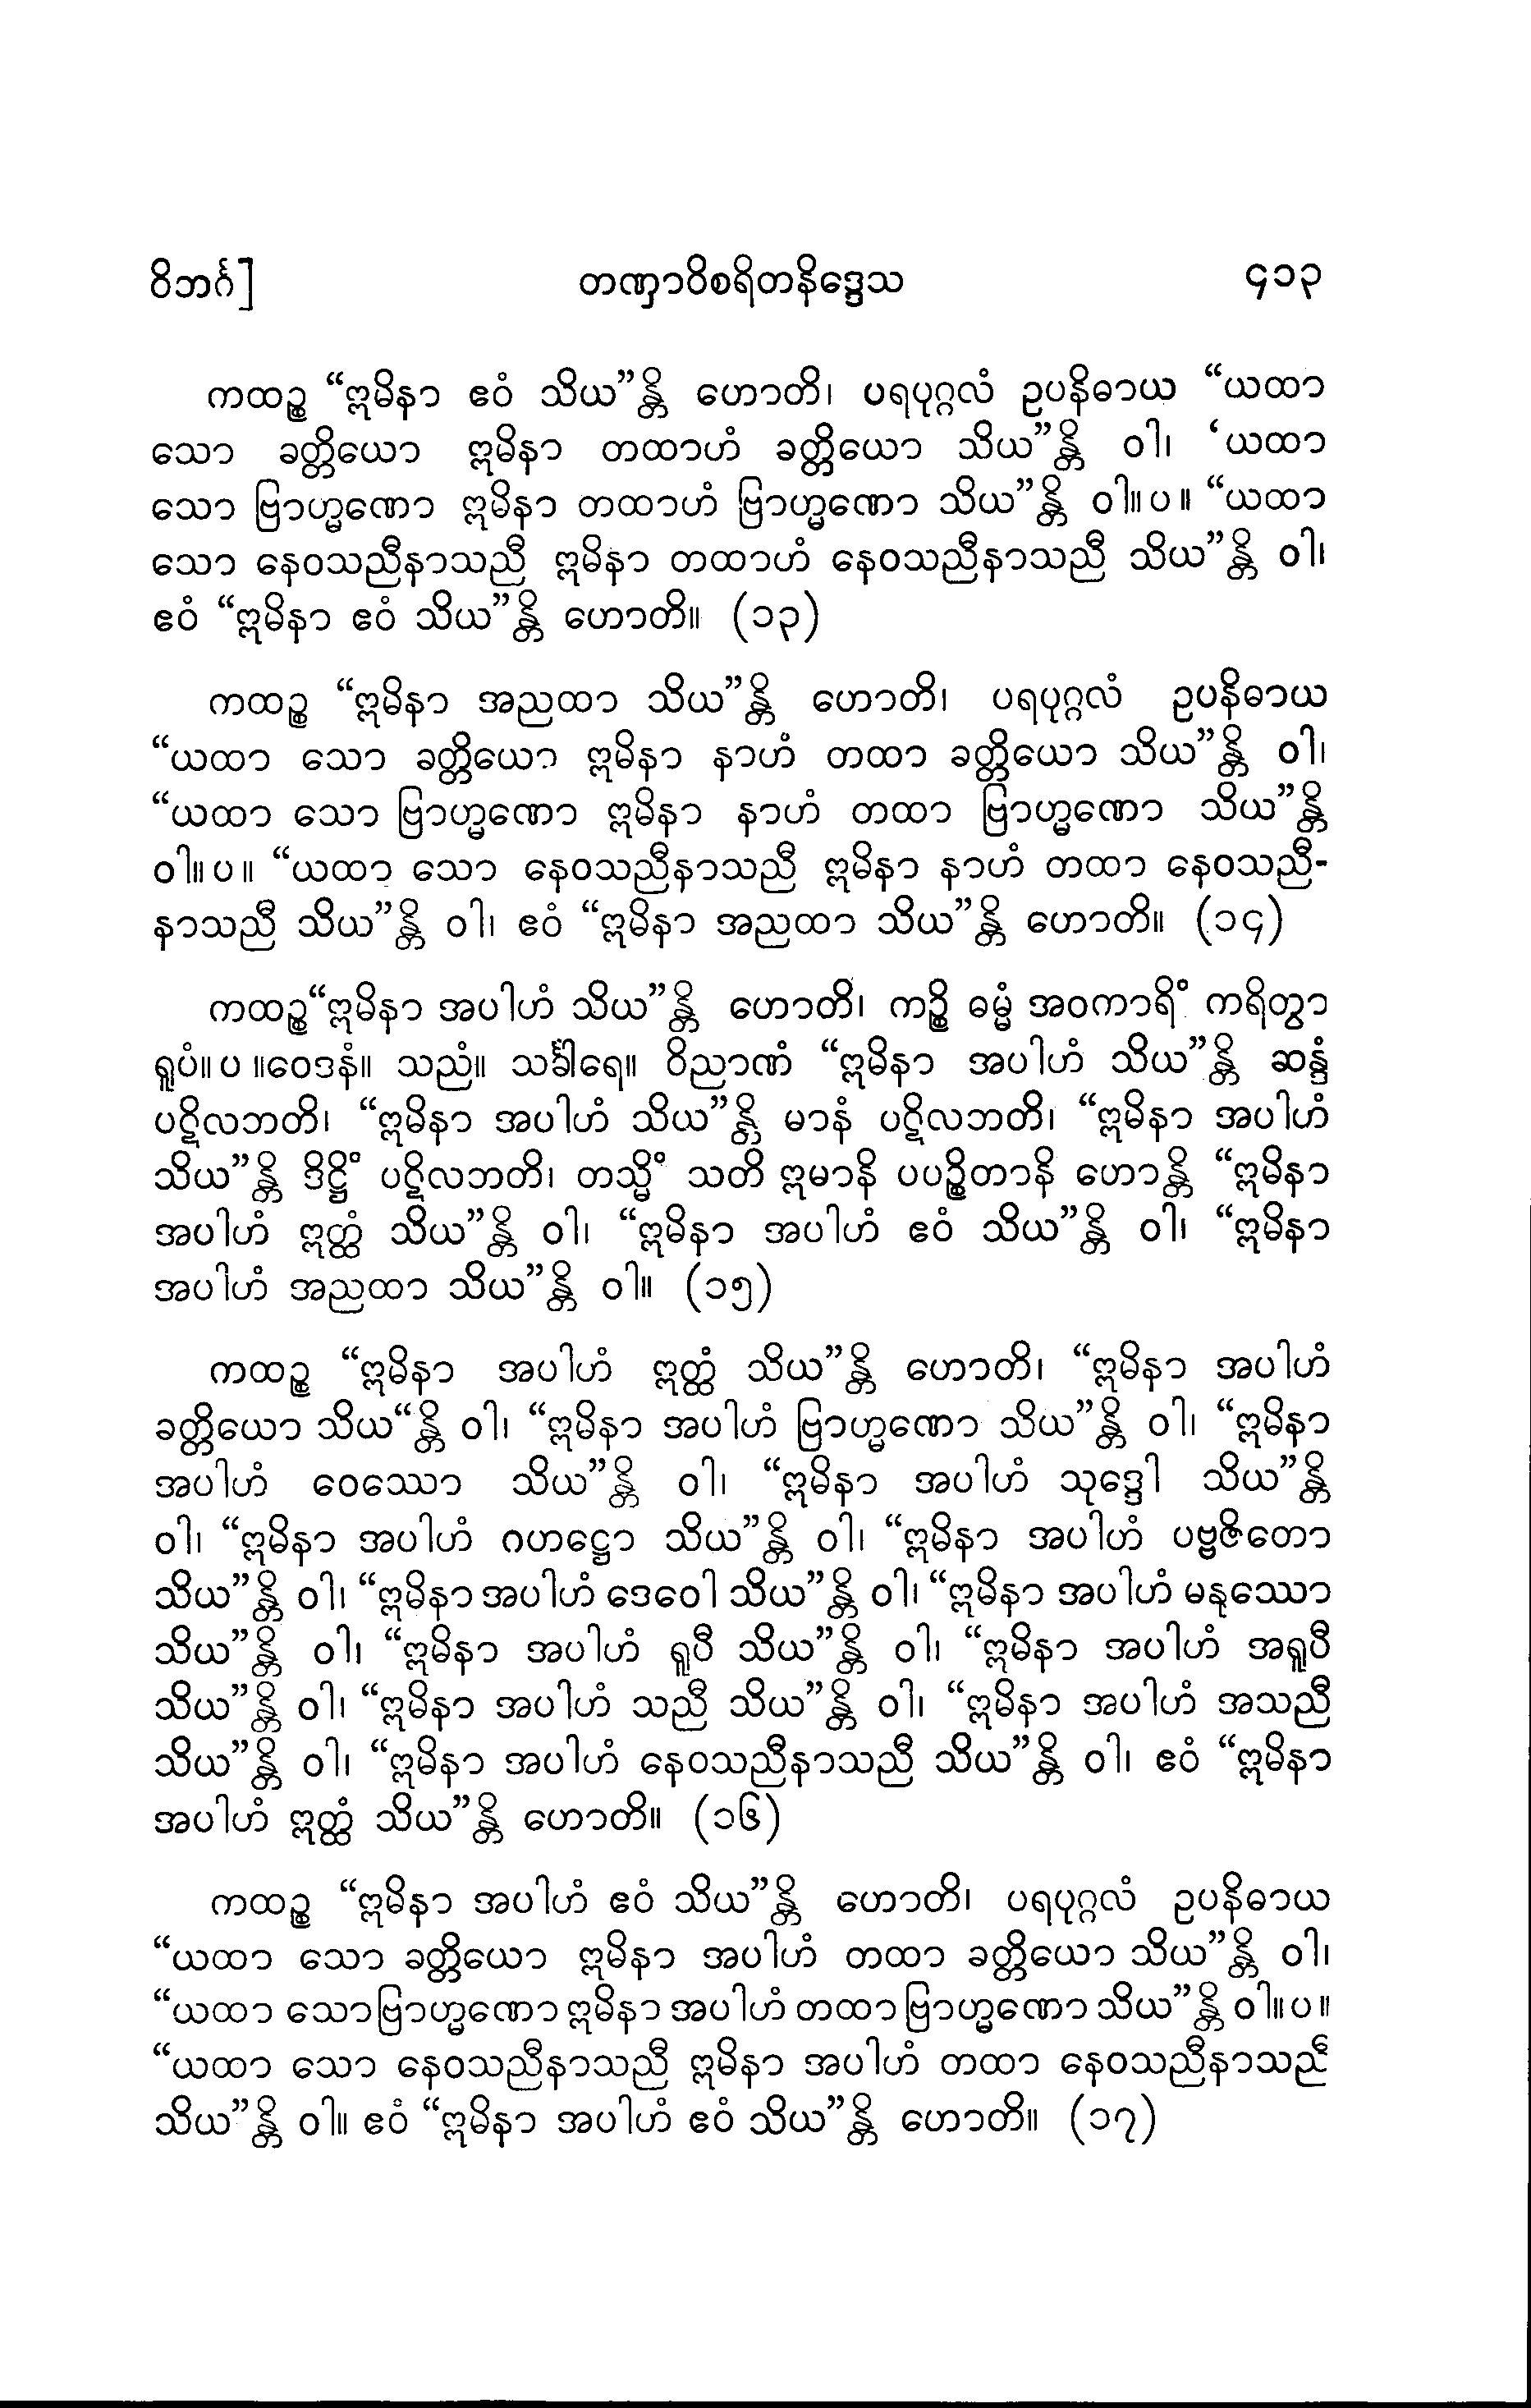 ဝိဘင်္ဂ] တဏှာဝိစရိတနိဒ္ဒေသ ၄၁၃
ကထဉ္စ “ဣမိနာ ဧဝံ သိယ”န္တိ ဟောတိ၊ ပရပုဂ္ဂလံ ဥပနိဓာယ “ယထာ
သော ခတ္တိယော ဣမိနာ တထာဟံ ခတ္တိယော သိယ”န္တိ ဝါ၊ ‘ယထာ
သော ဗြာဟ္မဏော ဣမိနာ တထာဟံ ဗြာဟ္မဏော သိယ”န္တိ ဝါ။ပ။ “ယထာ
သော နေဝသညီနာသညီ ဣမိနာ တထာဟံ နေဝသညီနာသညီ သိယ”န္တိ ဝါ၊
ဧဝံ “ဣမိနာ ဧဝံ သိယ”န္တိ ဟောတိ။ (၁၃)
ကထဉ္စ “ဣမိနာ အညထာ သိယ”န္တိ ဟောတိ၊ ပရပုဂ္ဂလံ ဥပနိဓာယ
“ယထာ သော ခတ္တိယော ဣမိနာ နာဟံ တထာ ခတ္တိယော သိယ”န္တိ ဝါ၊
“ယထာ သော ဗြာဟ္မဏော ဣမိနာ နာဟံ တထာ ဗြာဟ္မဏော သိယ”န္တိ
ဝါ။ပ။ “ယထာ သော နေဝသညီနာသညီ ဣမိနာ နာဟံ တထာ နေဝသညီ-
နာသညီ သိယ”န္တိ ဝါ၊ ဧဝံ “ဣမိနာ အညထာ သိယ”န္တိ ဟောတိ။ (၁၄)
ကထဉ္စ“ဣမိနာ အပါဟံ သိယ”န္တိ ဟောတိ၊ ကဉ္စိ ဓမ္မံ အဝကာရိံ ကရိတွာ
ရူပံ။ပ။ဝေဒနံ။ သညံ။ သင်္ခါရေ။ ဝိညာဏံ “ဣမိနာ အပါဟံ သိယ”န္တိ ဆန္ဒံ
ပဋိလဘတိ၊ “ဣမိနာ အပါဟံ သိယ”န္တိ မာနံ ပဋိလဘတိ၊ “ဣမိနာ အပါဟံ
သိယ”န္တိ ဒိဋ္ဌိံ ပဋိလဘတိ၊ တသ္မိံ သတိ ဣမာနိ ပပဉ္စိတာနိ ဟောန္တိ “ဣမိနာ
အပါဟံ ဣတ္ထံ သိယ”န္တိ ဝါ၊ “ဣမိနာ အပါဟံ ဧဝံ သိယ”န္တိ ဝါ၊ “ဣမိနာ
အပါဟံ အညထာ သိယ”န္တိ ဝါ။ (၁၅)
ကထဉ္စ “ဣမိနာ အပါဟံ ဣတ္ထံ သိယ”န္တိ ဟောတိ၊ “ဣမိနာ အပါဟံ
ခတ္တိယော သိယ“န္တိ ဝါ၊ “ဣမိနာ အပါဟံ ဗြာဟ္မဏော သိယ”န္တိ ဝါ၊ “ဣမိနာ
အပါဟံ ဝေဿော သိယ”န္တိ ဝါ၊ “ဣမိနာ အပါဟံ သုဒ္ဒေါ သိယ”န္တိ
ဝါ၊ “ဣမိနာ အပါဟံ ဂဟဋ္ဌော သိယ”န္တိ ဝါ၊ “ဣမိနာ အပါဟံ ပဗ္ဗဇိတော
သိယ”န္တိ ဝါ၊ “ဣမိနာ အပါဟံ ဒေဝေါ သိယ”န္တိ ဝါ၊ “ဣမိနာ အပါဟံ မနုဿော
သိယ”န္တိ ဝါ၊ “ဣမိနာ အပါဟံ ရူပီ သိယ”န္တိ ဝါ၊ “ဣမိနာ အပါဟံ အရူပီ
သိယ”န္တိ ဝါ၊ “ဣမိနာ အပါဟံ သညီ သိယ”န္တိ ဝါ၊ “ဣမိနာ အပါဟံ အသညီ
သိယ”န္တိ ဝါ၊ “ဣမိနာ အပါဟံ နေဝသညီနာသညီ သိယ”န္တိ ဝါ၊ ဧဝံ “ဣမိနာ
အပါဟံ ဣတ္ထံ သိယ”န္တိ ဟောတိ။ (၁၆)
ကထဉ္စ “ဣမိနာ အပါဟံ ဧဝံ သိယ”န္တိ ဟောတိ၊ ပရပုဂ္ဂလံ ဥပနိဓာယ
“ယထာ သော ခတ္တိယော ဣမိနာ အပါဟံ တထာ ခတ္တိယော သိယ”န္တိ ဝါ၊
“ယထာ သောဗြာဟ္မဏော ဣမိနာ အပါဟံ တထာ ဗြာဟ္မဏော သိယ”န္တိ ဝါ။ပ။
“ယထာ သော နေဝသညီနာသညီ ဣမိနာ အပါဟံ တထာ နေဝသညီနာသညီ
သိယ”န္တိ ဝါ။ ဧဝံ “ဣမိနာ အပါဟံ ဧဝံ သိယ”န္တိ ဟောတိ။ (၁၇)